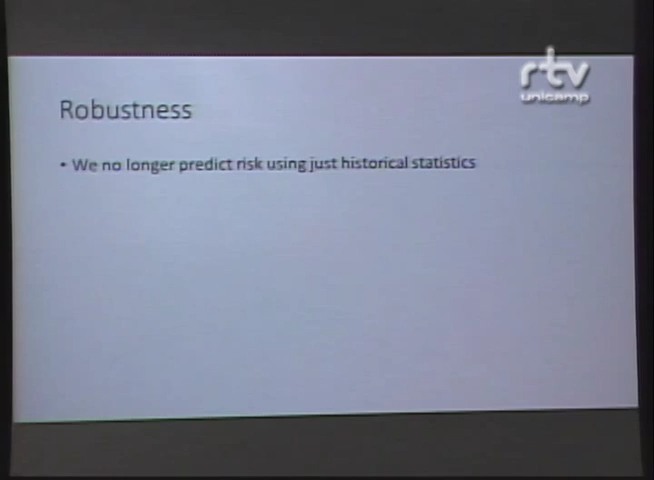 rtv
unicamp
Robustness
• We no longer predict risk using just historical statistics